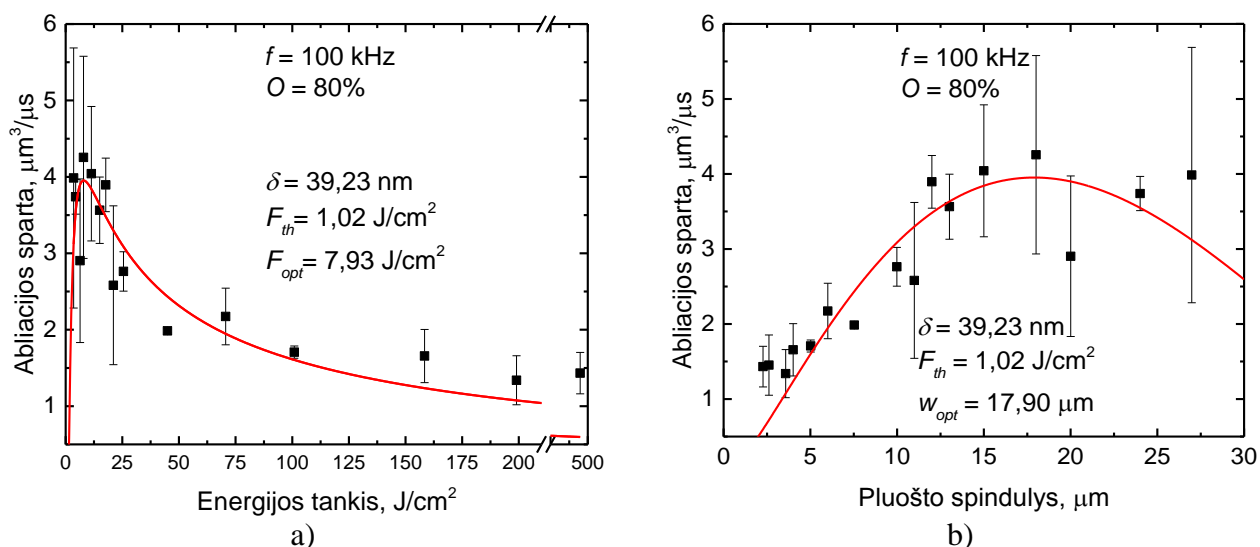 6
5
4
3
2
1
Abliacijos sparta, μm³/μs
f = 100 kHz
O = 80%
δ = 39,23 nm
F_th = 1,02 J/cm²
F_opt = 7,93 J/cm²
0 25 50 75 100 125 150 175 200 500
Energijos tankis, J/cm²
a)
6
5
4
3
2
1
Abliacijos sparta, μm³/μs
f = 100 kHz
O = 80%
δ = 39,23 nm
F_th = 1,02 J/cm²
w_opt = 17,90 μm
0 5 10 15 20 25 30
Pluošto spindulys, μm
b)